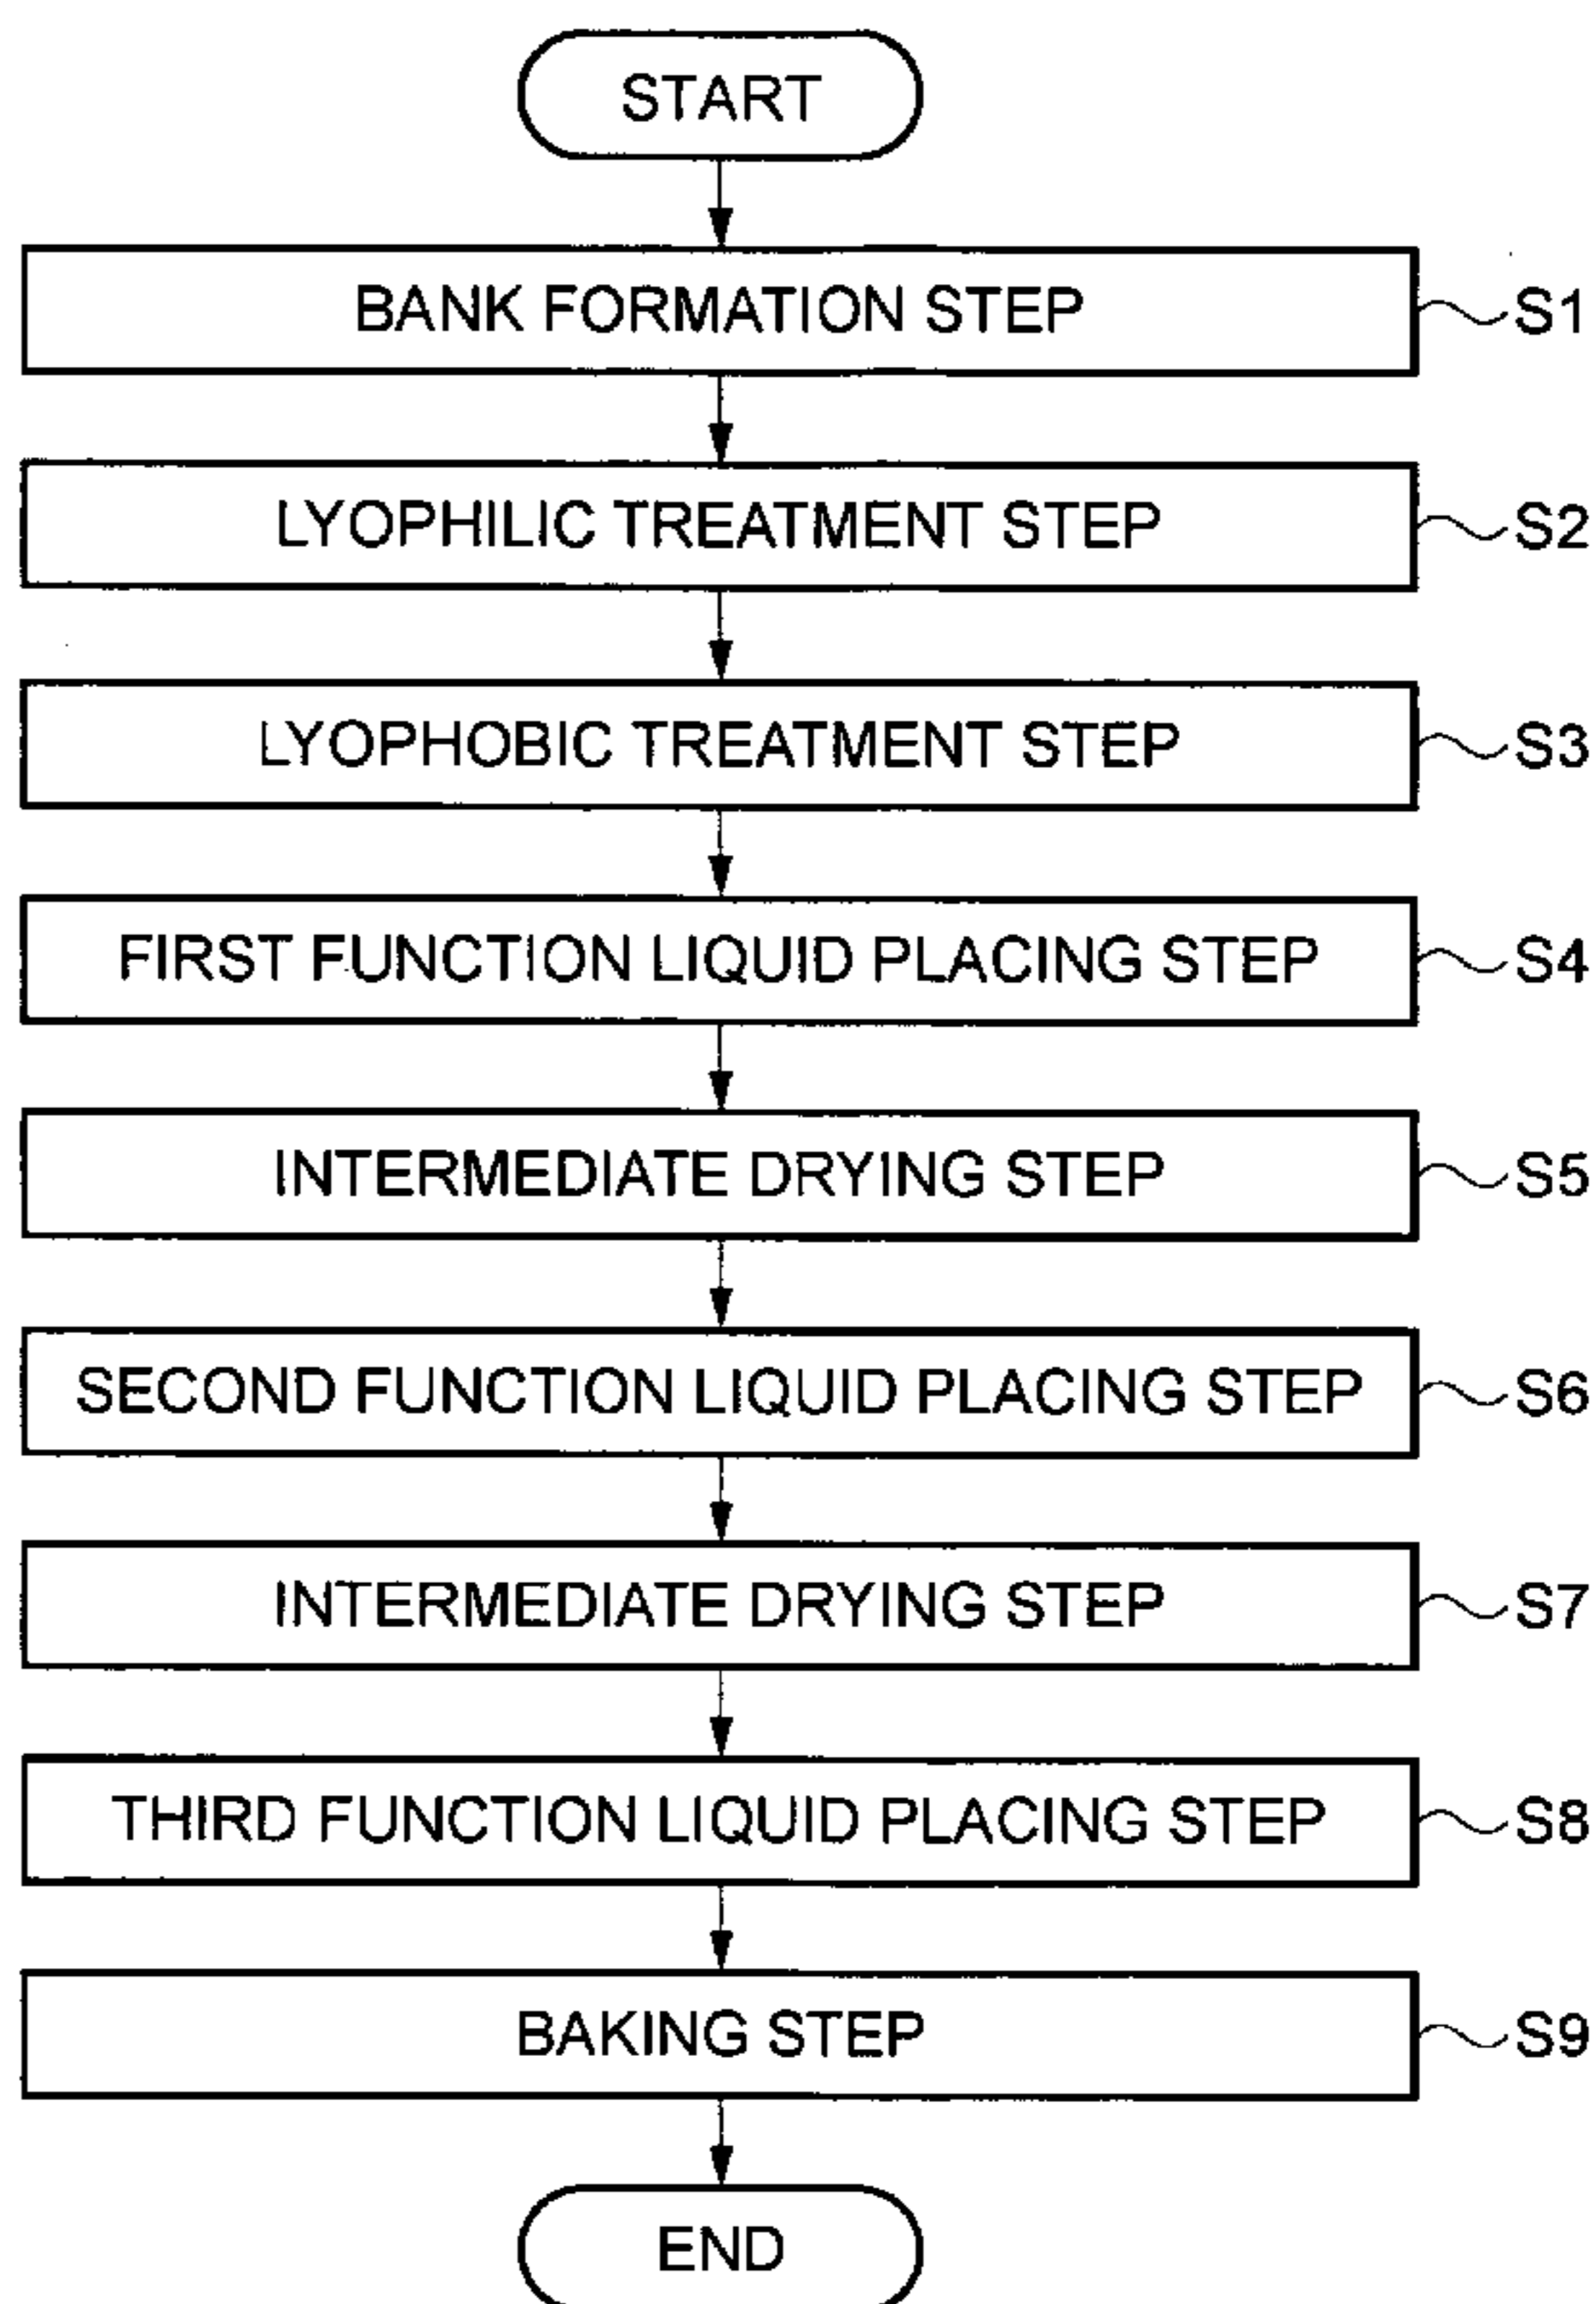 START
BANK FORMATION STEP S1
LYOPHILIC TREATMENT STEP S2
LYOPHOBIC TREATMENT STEP S3
FIRST FUNCTION LIQUID PLACING STEP S4
INTERMEDIATE DRYING STEP S5
SECOND FUNCTION LIQUID PLACING STEP S6
INTERMEDIATE DRYING STEP S7
THIRD FUNCTION LIQUID PLACING STEP S8
BAKING STEP S9
END